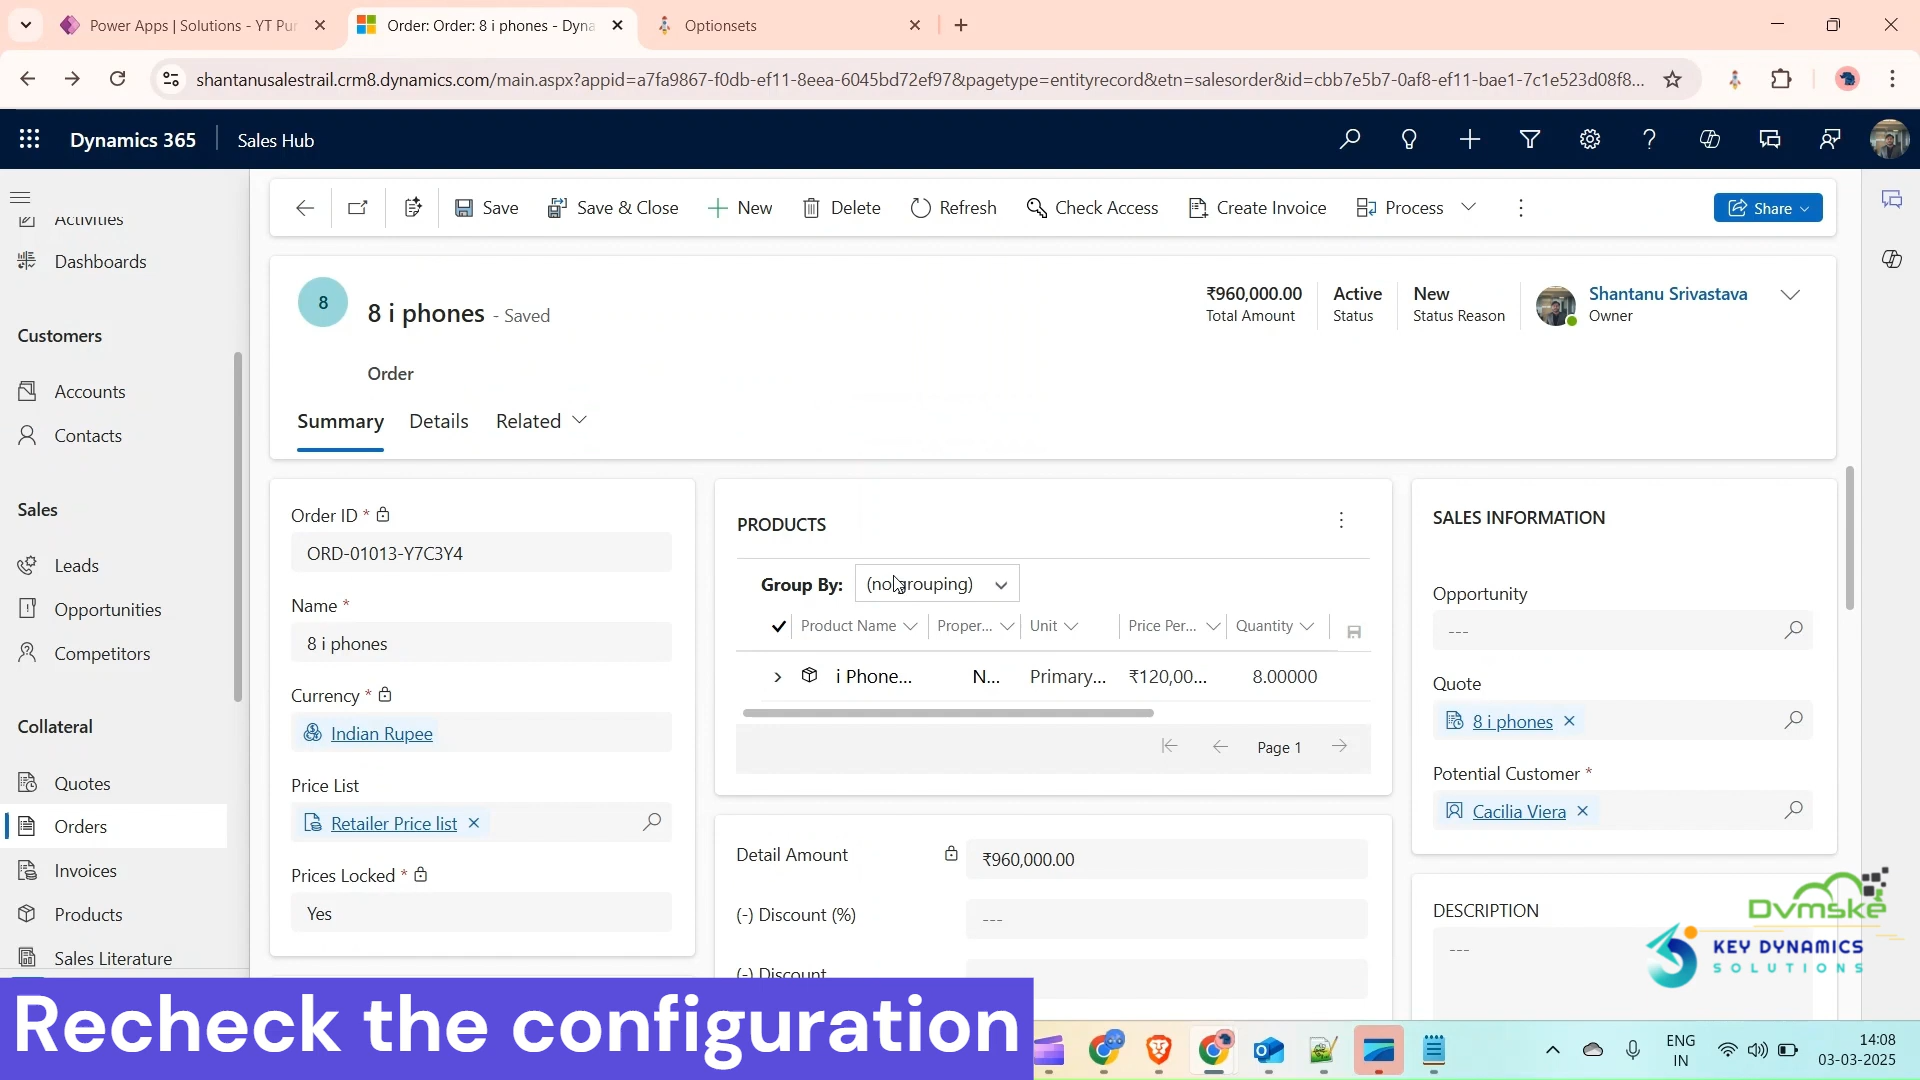 Power Apps | Solutions - YT Pur
Order: Order: 8 i phones - Dyna
Optionsets
shantanusalestrail.crm8.dynamics.com/main.aspx?appid=a7fa9867-f0db-ef11-8eea-6045bd72ef97&pagetype=entityrecord&etn=salesorder&id=cbb7e5b7-0af8-ef11-bae1-7c1e523d08f8...
Dynamics 365
Sales Hub
Activities
Dashboards
Customers
Accounts
Contacts
Sales
Leads
Opportunities
Competitors
Collateral
Quotes
Orders
Invoices
Products
Sales Literature
Save
Save & Close
New
Delete
Refresh
Check Access
Create Invoice
Process
Share
8
8 i phones - Saved
Order
₹960,000.00
Total Amount
Active
Status
New
Status Reason
Shantanu Srivastava
Owner
Summary
Details
Related
Order ID *
ORD-01013-Y7C3Y4
Name *
8 i phones
Currency *
Indian Rupee
Price List
Retailer Price list
Prices Locked *
Yes
PRODUCTS
Group By:
(no grouping)
Product Name
Proper...
Unit
Price Per...
Quantity
i Phone...
N...
Primary...
₹120,00...
8.00000
Page 1
Detail Amount
₹960,000.00
(-) Discount (%)
---
(-) Discount
SALES INFORMATION
Opportunity
---
Quote
8 i phones
Potential Customer *
Cacilia Viera
DESCRIPTION
---
Dvmske
KEY DYNAMICS
SOLUTIONS
Recheck the configuration
ENG
IN
14:08
03-03-2025